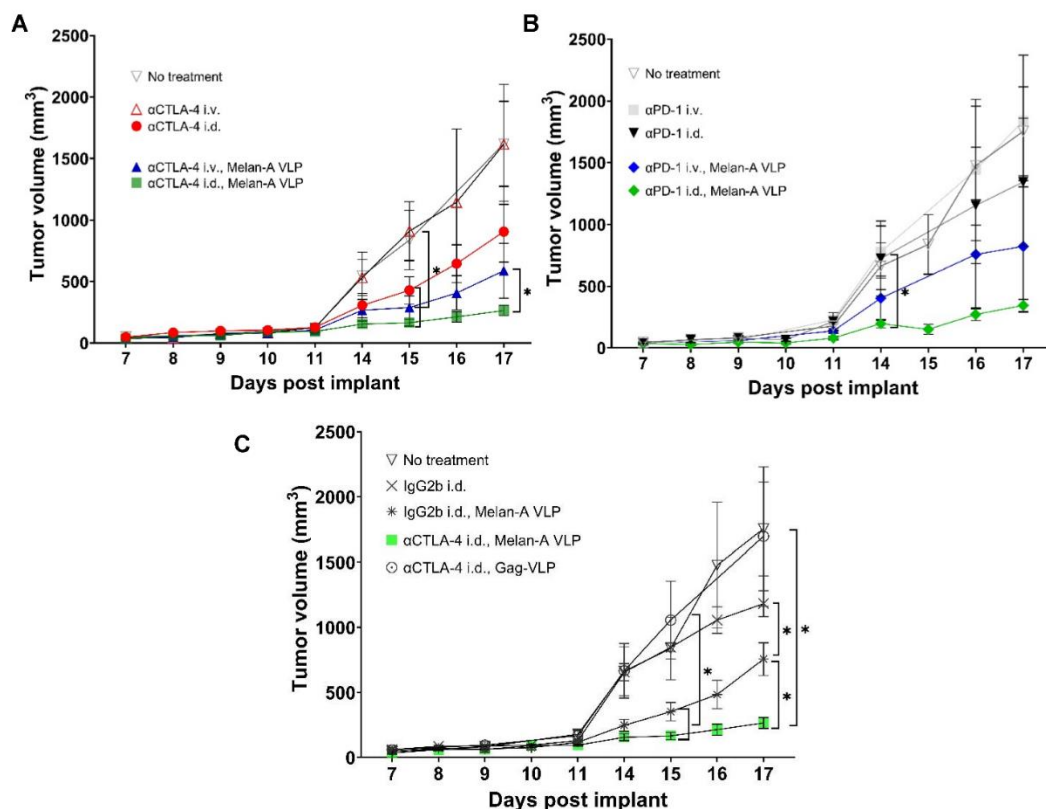 A
Tumor volume (mm³)
2500
2000
1500
1000
500
0
No treatment
αCTLA-4 i.v.
αCTLA-4 i.d.
αCTLA-4 i.v., Melan-A VLP
αCTLA-4 i.d., Melan-A VLP
*
*
7 8 9 10 11 14 15 16 17
Days post implant
B
Tumor volume (mm³)
2500
2000
1500
1000
500
0
No treatment
αPD-1 i.v.
αPD-1 i.d.
αPD-1 i.v., Melan-A VLP
αPD-1 i.d., Melan-A VLP
*
7 8 9 10 11 14 15 16 17
Days post implant
C
Tumor volume (mm³)
2500
2000
1500
1000
500
0
No treatment
IgG2b i.d.
IgG2b i.d., Melan-A VLP
αCTLA-4 i.d., Melan-A VLP
αCTLA-4 i.d., Gag-VLP
*
* *
*
7 8 9 10 11 14 15 16 17
Days post implant